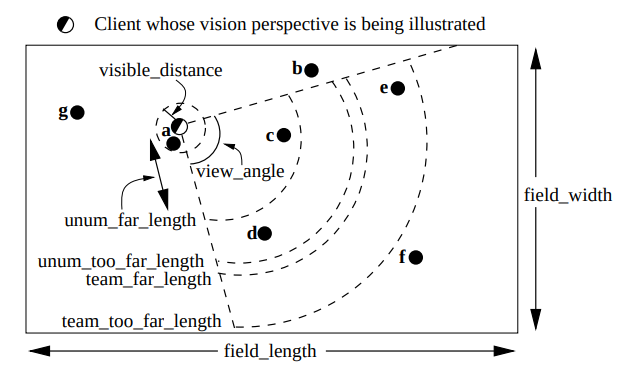 Client whose vision perspective is being illustrated
visible_distance
b
e
g
a
c
view_angle
field_width
unum_far_length
d
f
unum_too_far_length
team_far_length
team_too_far_length
field_length